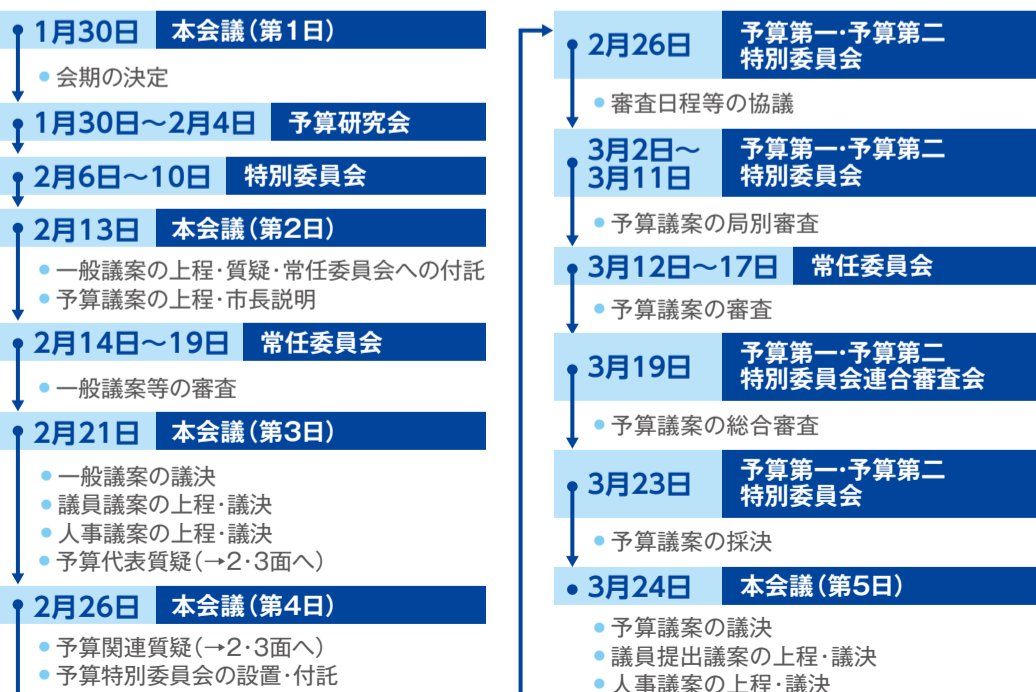 1月30日 本会議（第1日）
● 会期の決定
1月30日～2月4日 予算研究会
2月6日～10日 特別委員会
2月13日 本会議（第2日）
● 一般議案の上程・質疑・常任委員会への付託
● 予算議案の上程・市長説明
2月14日～19日 常任委員会
● 一般議案等の審査
2月21日 本会議（第3日）
● 一般議案の議決
● 議員議案の上程・議決
● 人事議案の上程・議決
● 予算代表質疑（→2・3面へ）
2月26日 本会議（第4日）
● 予算関連質疑（→2・3面へ）
● 予算特別委員会の設置・付託
2月26日 予算第一・予算第二
特別委員会
● 審査日程等の協議
3月2日～ 予算第一・予算第二
3月11日 特別委員会
● 予算議案の局別審査
3月12日～17日 常任委員会
● 予算議案の審査
3月19日 予算第一・予算第二
特別委員会連合審査会
● 予算議案の総合審査
3月23日 予算第一・予算第二
特別委員会
● 予算議案の採決
3月24日 本会議（第5日）
● 予算議案の議決
● 議員提出議案の上程・議決
● 人事議案の上程・議決